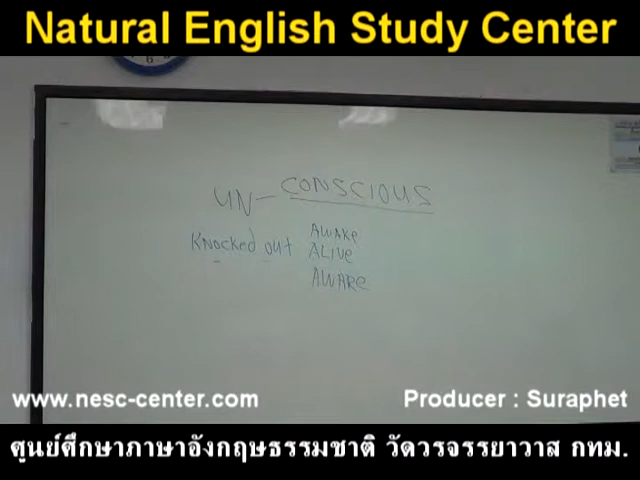 Natural English Study Center
UN- CONSCIOUS
Knocked out AWAKe
ALIVe
AWARe
www.nesc-center.com Producer : Suraphet
ศูนย์ศึกษาภาษาอังกฤษธรรมชาติ วัดวรจรรยาวาส กทม.